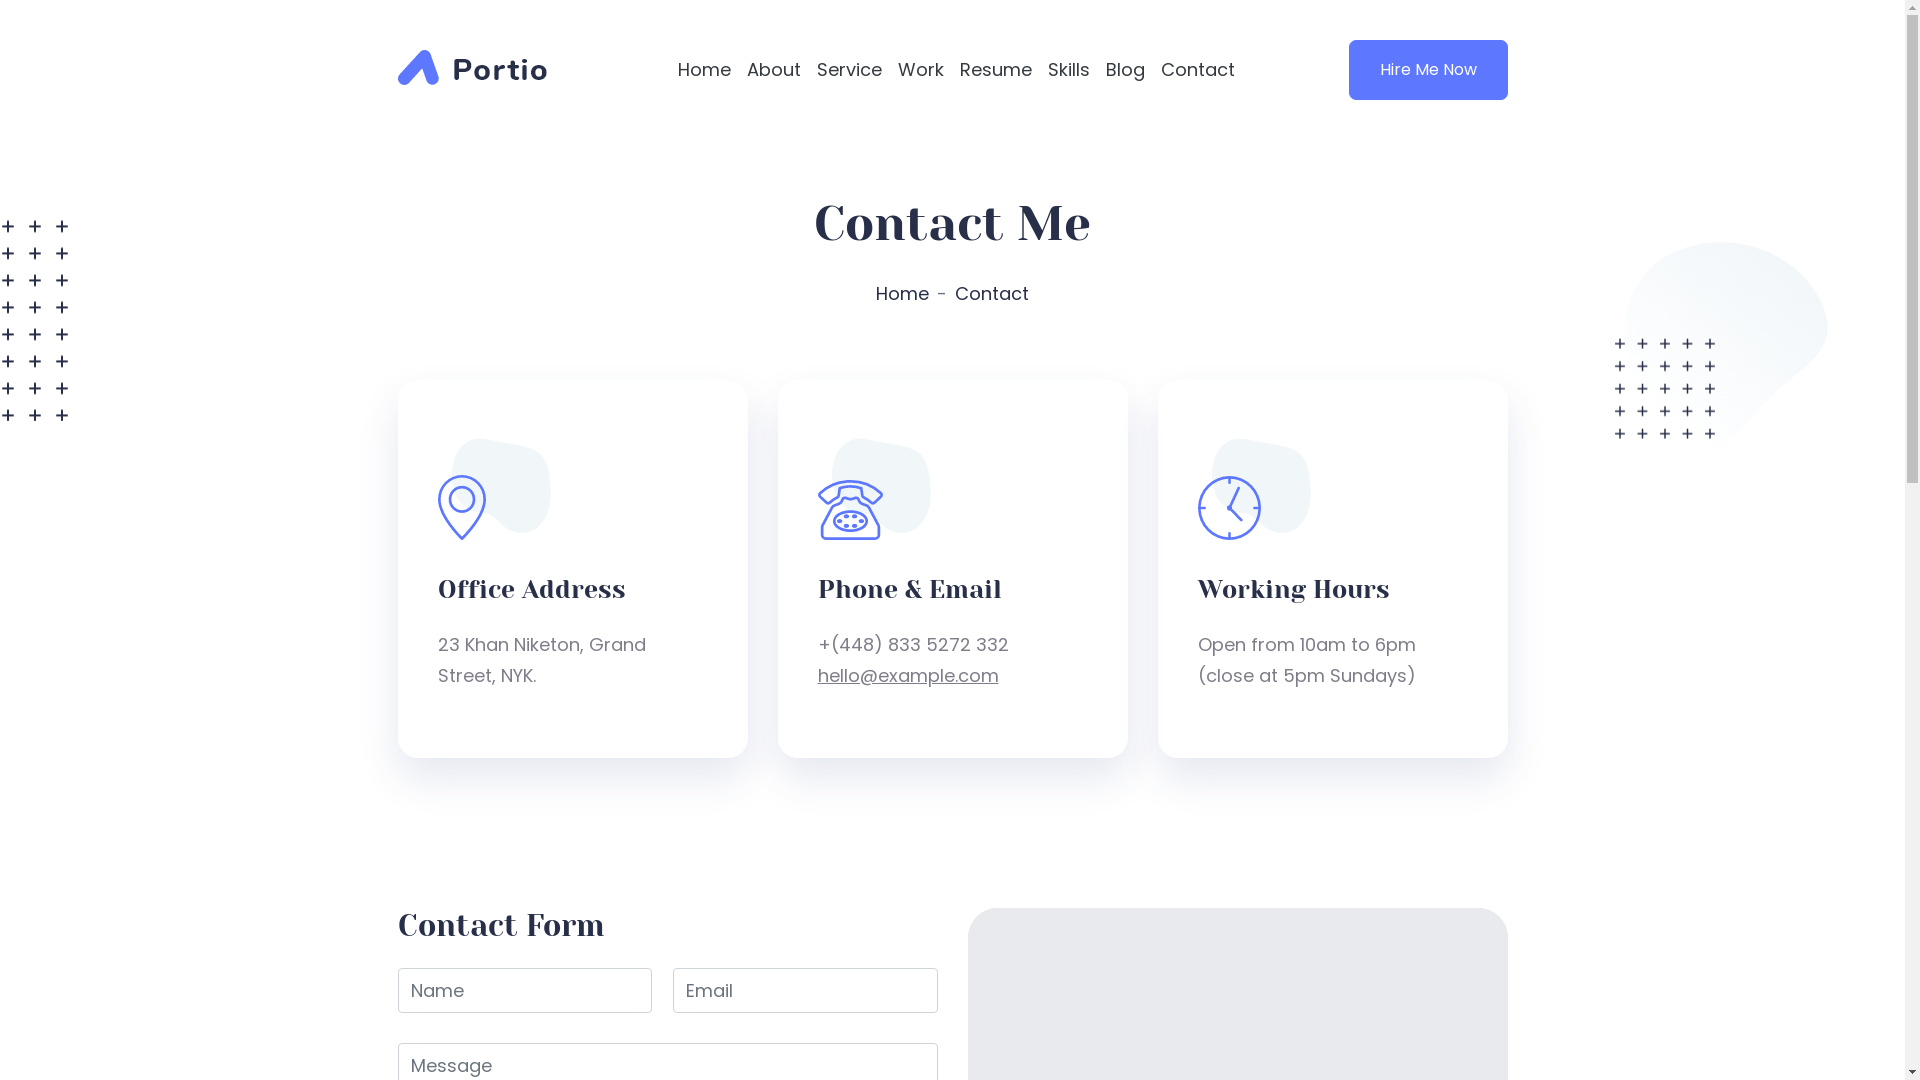 Portio
Home About Service Work Resume Skills Blog Contact
Hire Me Now
Contact Me
Home - Contact
Office Address
23 Khan Niketon, Grand
Street, NYK.
Phone & Email
+(448) 833 5272 332
hello@example.com
Working Hours
Open from 10am to 6pm
(close at 5pm Sundays)
Contact Form
Name
Email
Message